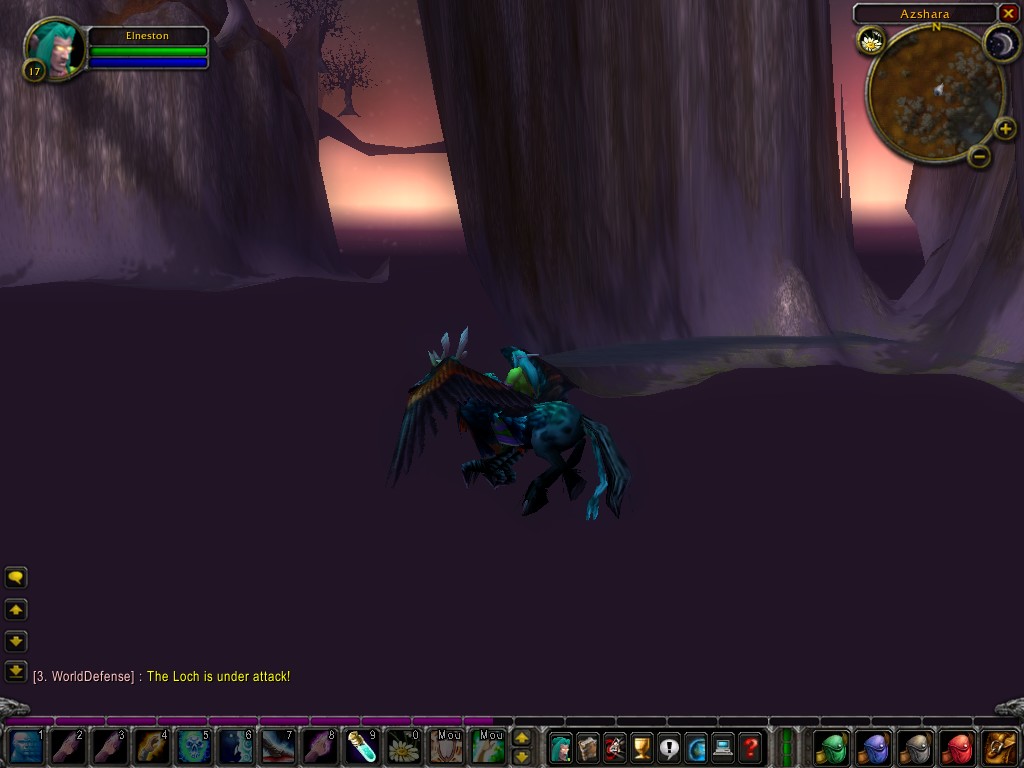 Elneston
17
Azshara
N
[3. WorldDefense] : The Loch is under attack!
1 2 3 4 5 6 7 8 9 0 Mou Mou